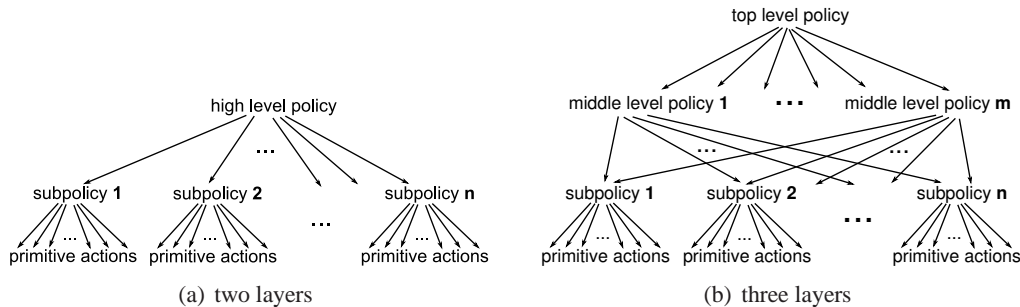 high level policy
...
subpolicy 1
subpolicy 2
...
subpolicy n
...
...
...
primitive actions
primitive actions
primitive actions
(a) two layers
top level policy
middle level policy 1
...
middle level policy m
...
...
subpolicy 1
subpolicy 2
...
subpolicy n
...
...
...
primitive actions
primitive actions
primitive actions
(b) three layers